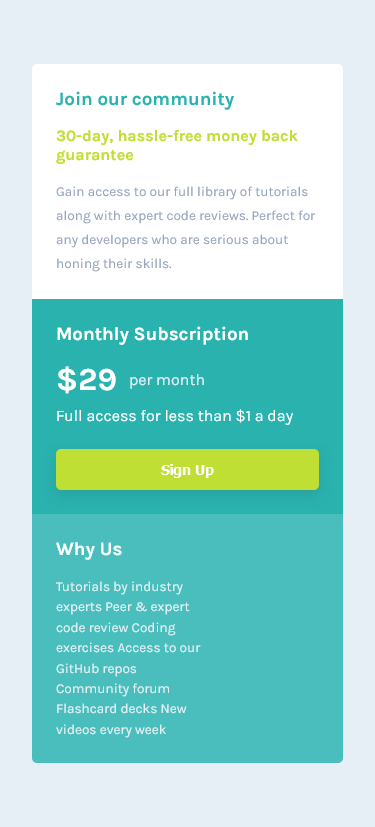 Join our community
30-day, hassle-free money back
guarantee
Gain access to our full library of tutorials
along with expert code reviews. Perfect for
any developers who are serious about
honing their skills.
Monthly Subscription
$29 per month
Full access for less than $1 a day
Sign Up
Why Us
Tutorials by industry
experts Peer & expert
code review Coding
exercises Access to our
GitHub repos
Community forum
Flashcard decks New
videos every week